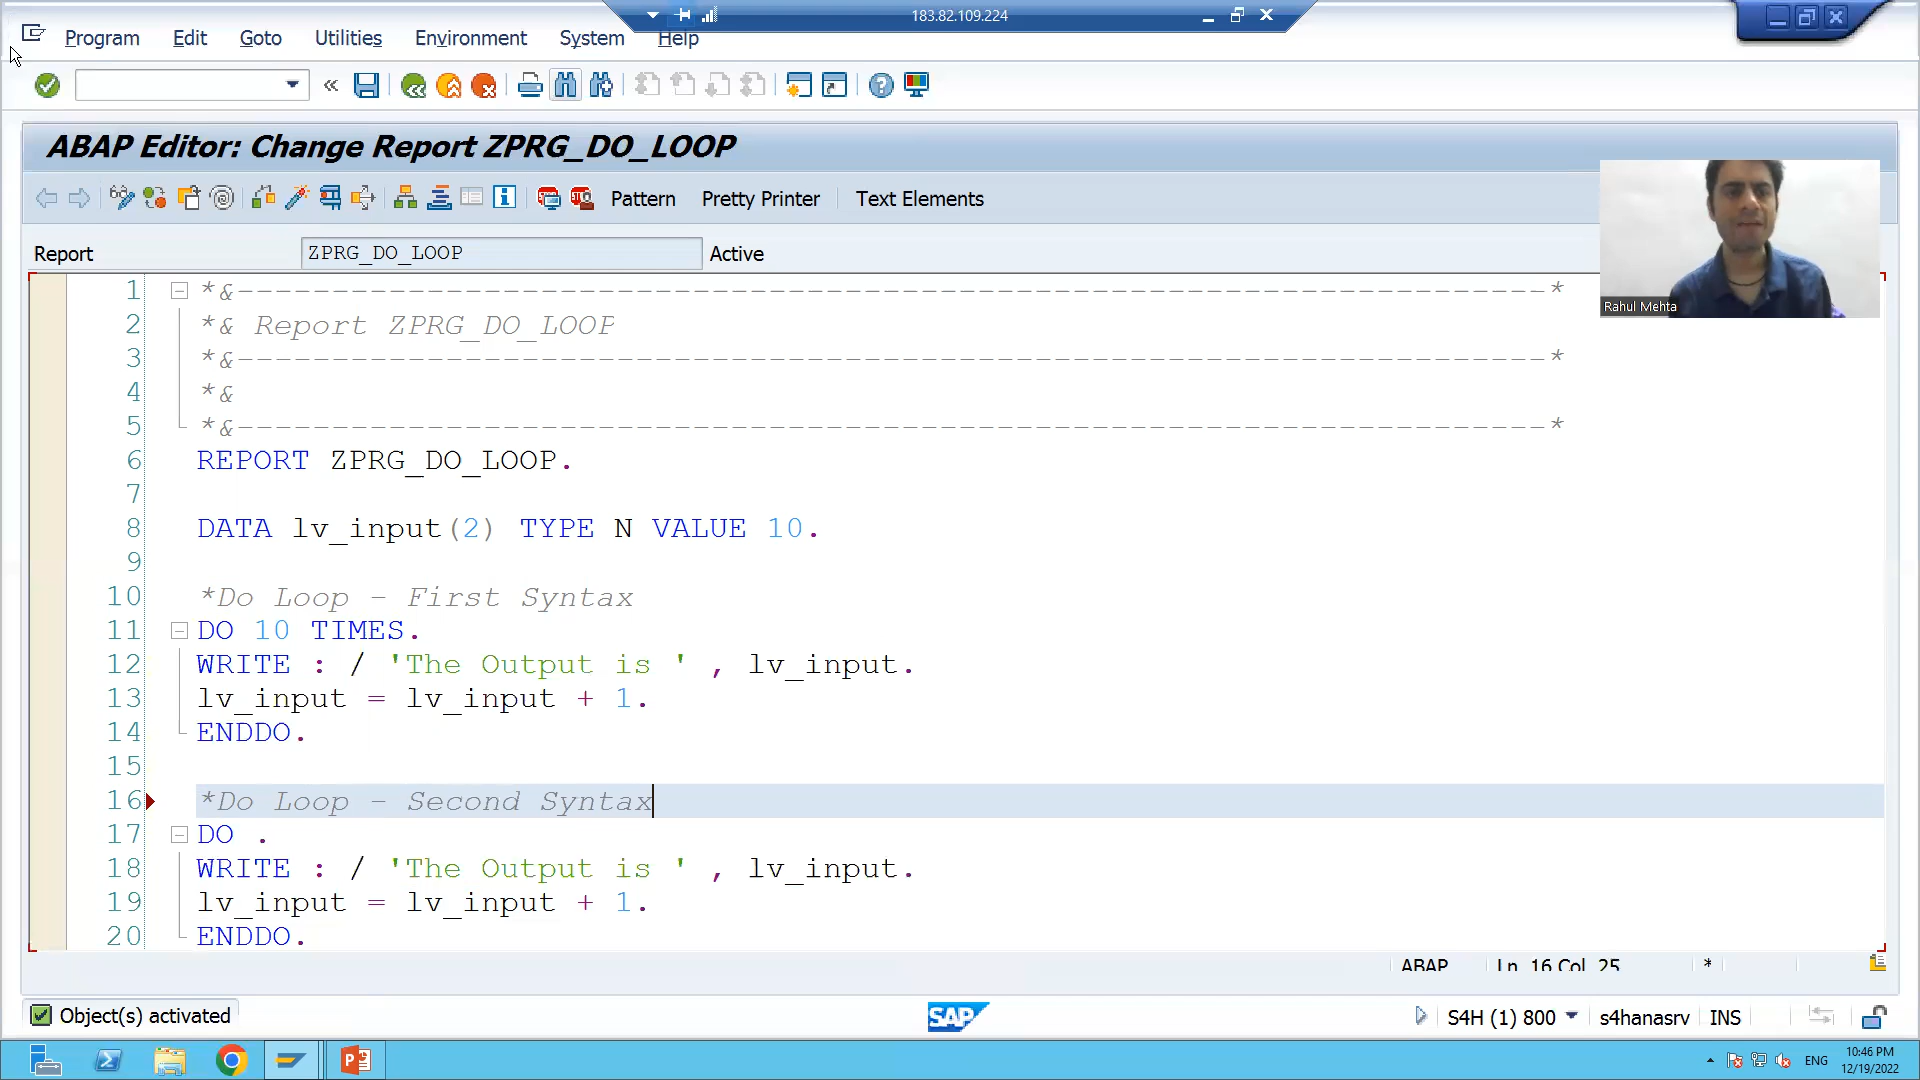 183.82.109.224
Program Edit Goto Utilities Environment System Help
ABAP Editor: Change Report ZPRG_DO_LOOP
Pattern Pretty Printer Text Elements
Report ZPRG_DO_LOOP Active
Rahul Mehta
1 *&---------------------------------------------------------------------*
2 *& Report ZPRG_DO_LOOP
3 *&---------------------------------------------------------------------*
4 *&
5 *&---------------------------------------------------------------------*
6 REPORT ZPRG_DO_LOOP.
7
8 DATA lv_input(2) TYPE N VALUE 10.
9
10 *Do Loop - First Syntax
11 DO 10 TIMES.
12 WRITE : / 'The Output is ' , lv_input.
13 lv_input = lv_input + 1.
14 ENDDO.
15
16 *Do Loop - Second Syntax
17 DO .
18 WRITE : / 'The Output is ' , lv_input.
19 lv_input = lv_input + 1.
20 ENDDO.
ABAP Ln 16 Col 25 *
Object(s) activated
SAP
S4H (1) 800 s4hanasrv INS
ENG
10:46 PM
12/19/2022